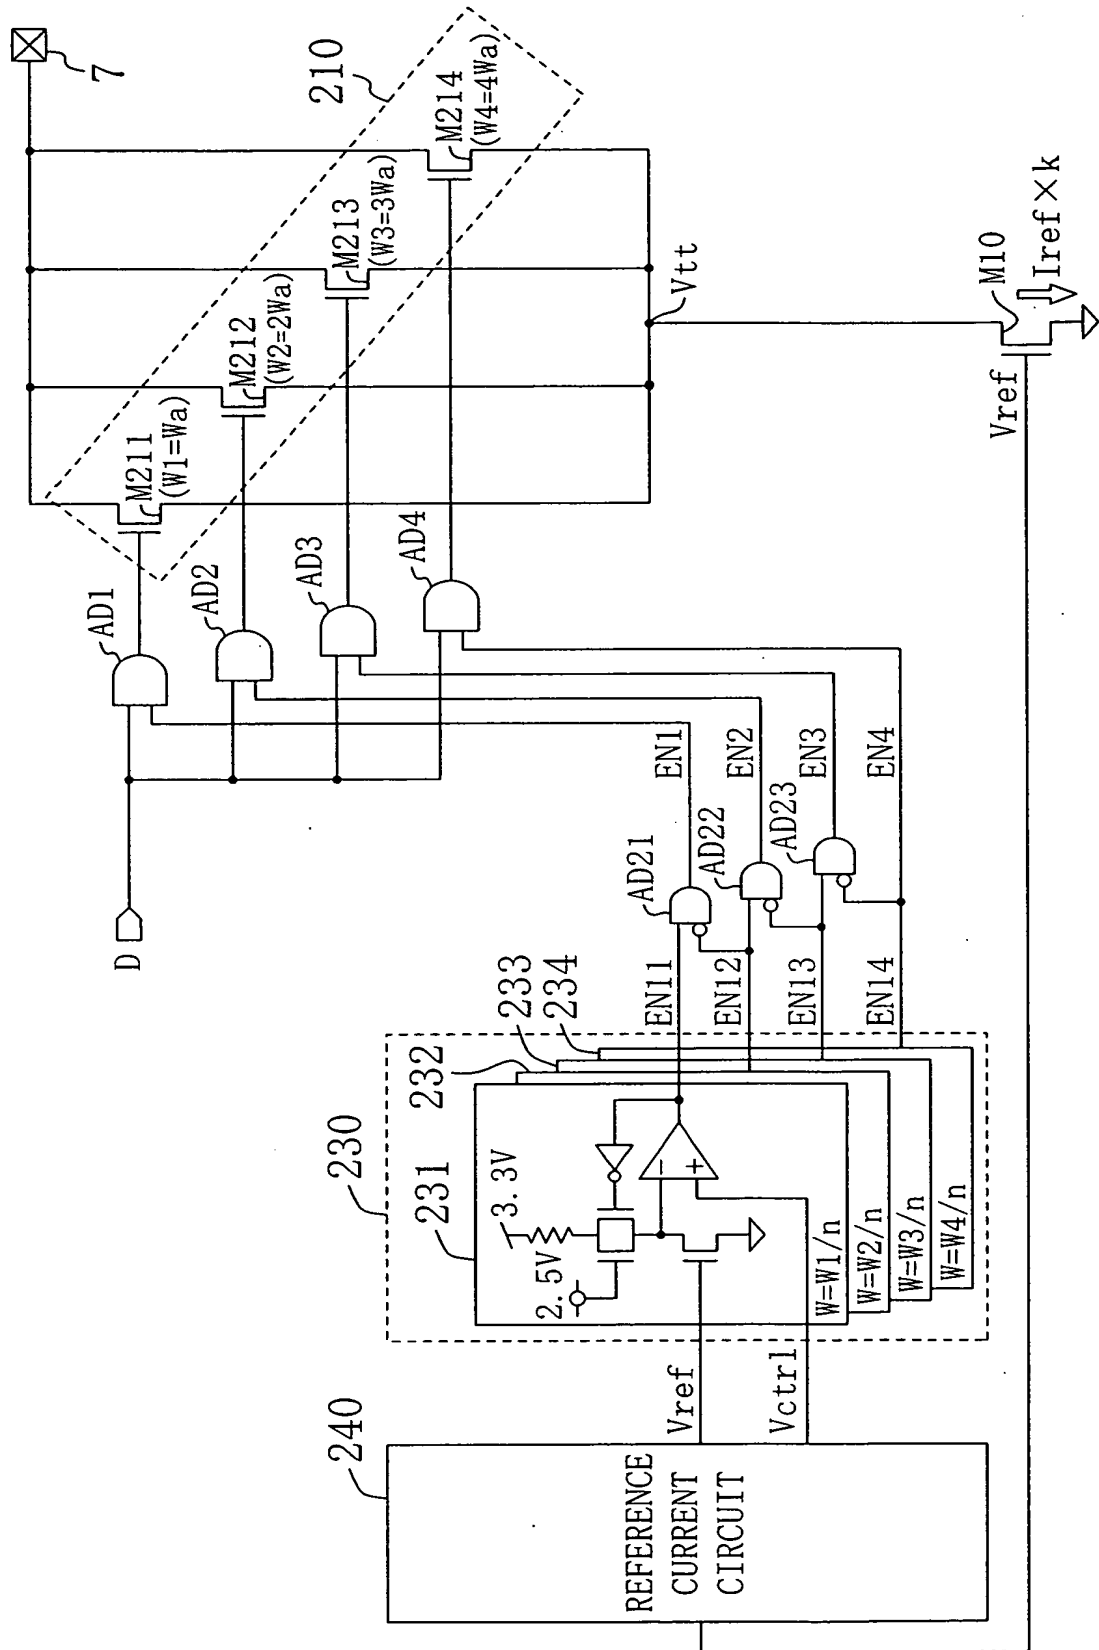 7
210
M211
(W1=Wa)
M212
(W2=2Wa)
M213
(W3=3Wa)
M214
(W4=4Wa)
AD1
AD2
AD3
AD4
D
Vtt
M10
Iref×k
Vref
EN1
EN2
EN3
EN4
AD21
AD22
AD23
EN11
EN12
EN13
EN14
230
231
232
233
234
3.3V
2.5V
−
+
W=W1/n
W=W2/n
W=W3/n
W=W4/n
Vref
Vctrl
240
REFERENCE
CURRENT
CIRCUIT